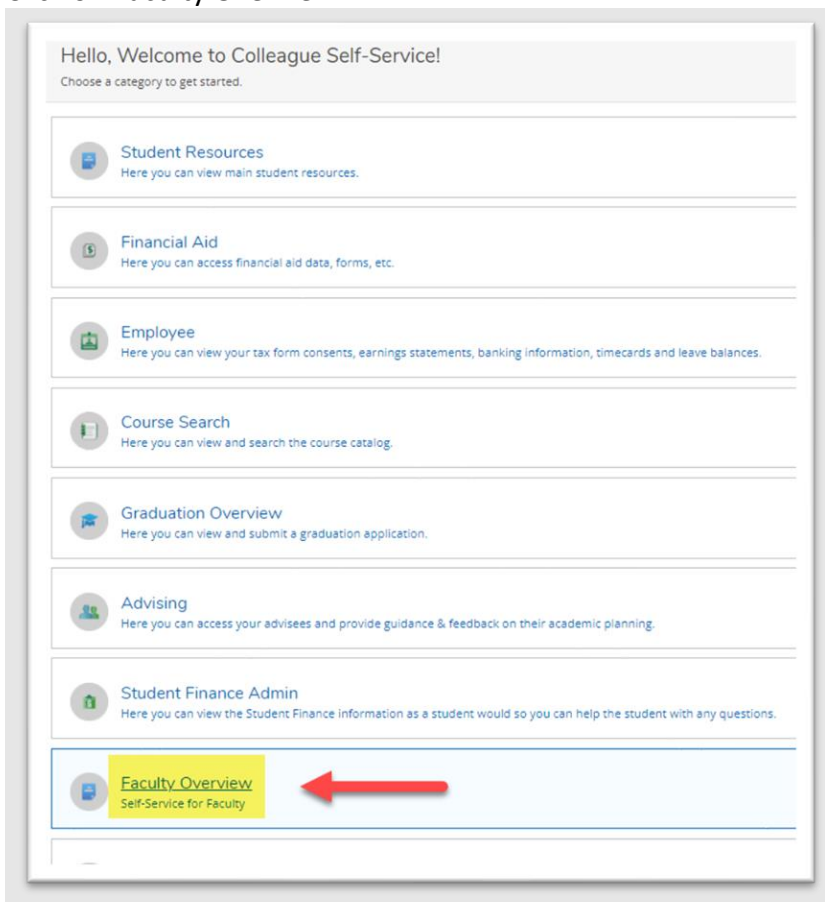 Hello, Welcome to Colleague Self-Service!
Choose a category to get started.
Student Resources
Here you can view main student resources.
Financial Aid
Here you can access financial aid data, forms, etc.
Employee
Here you can view your tax form consents, earnings statements, banking information, timecards and leave balances.
Course Search
Here you can view and search the course catalog.
Graduation Overview
Here you can view and submit a graduation application.
Advising
Here you can access your advisees and provide guidance & feedback on their academic planning.
Student Finance Admin
Here you can view the Student Finance information as a student would so you can help the student with any questions.
Faculty Overview
Self-Service for Faculty